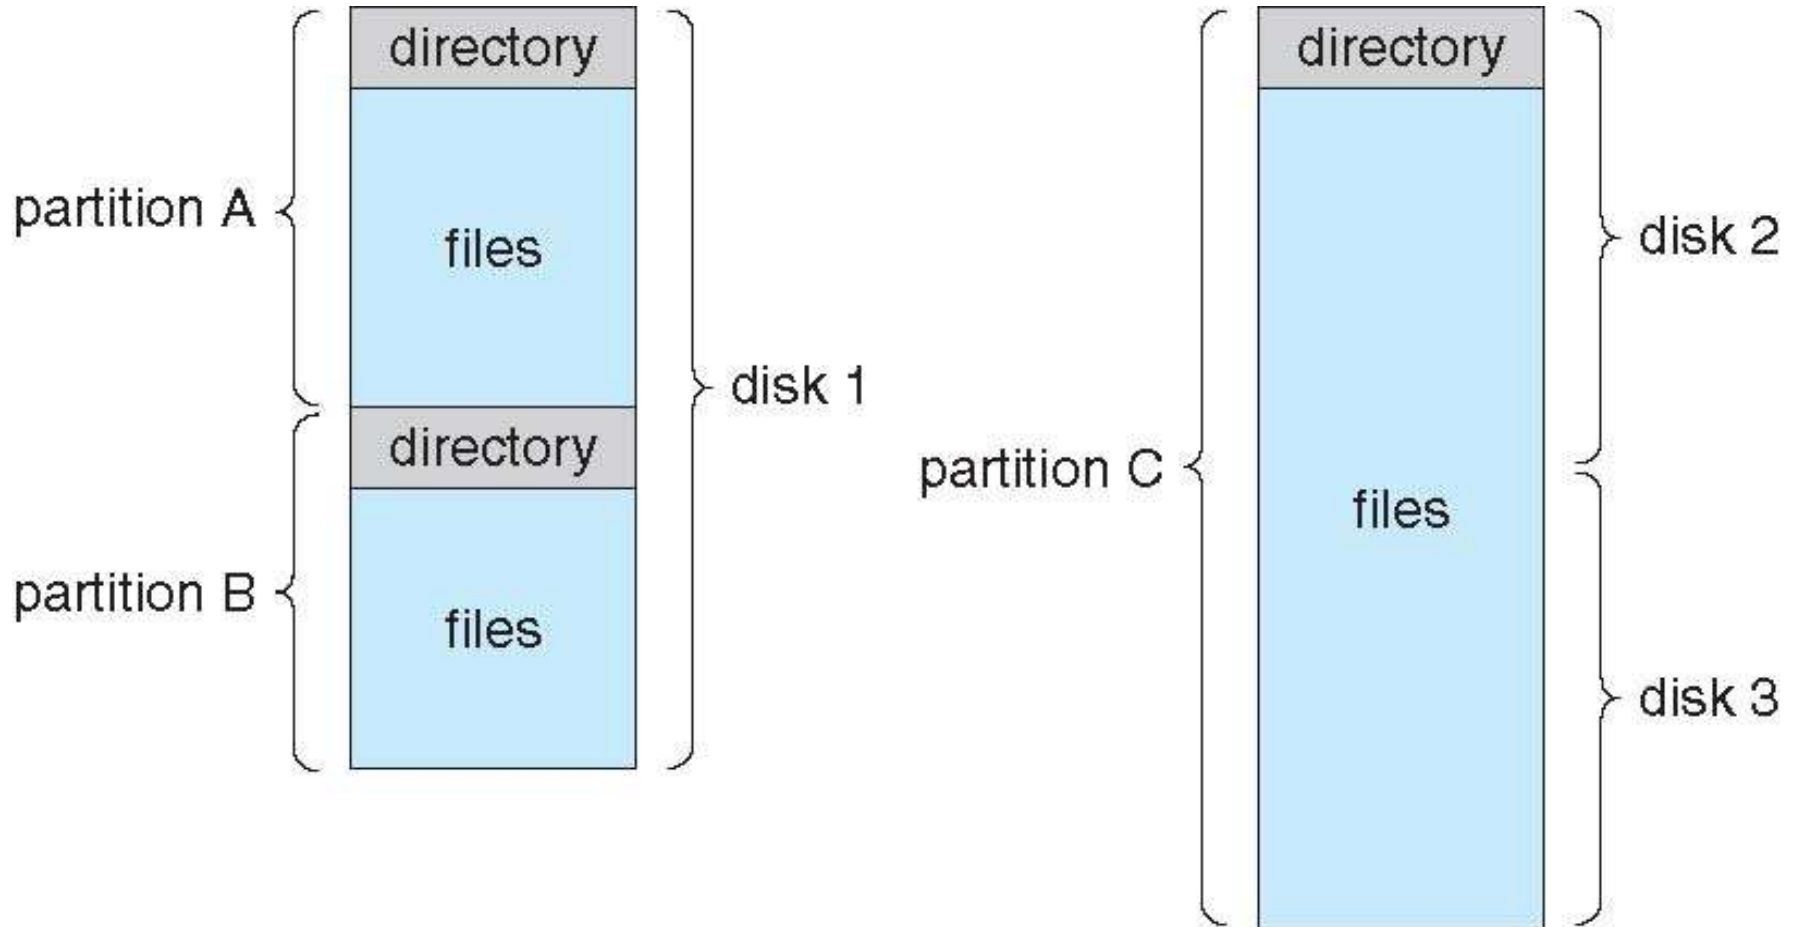 directory
partition A
files
disk 1
directory
partition B
files
directory
disk 2
partition C
files
disk 3